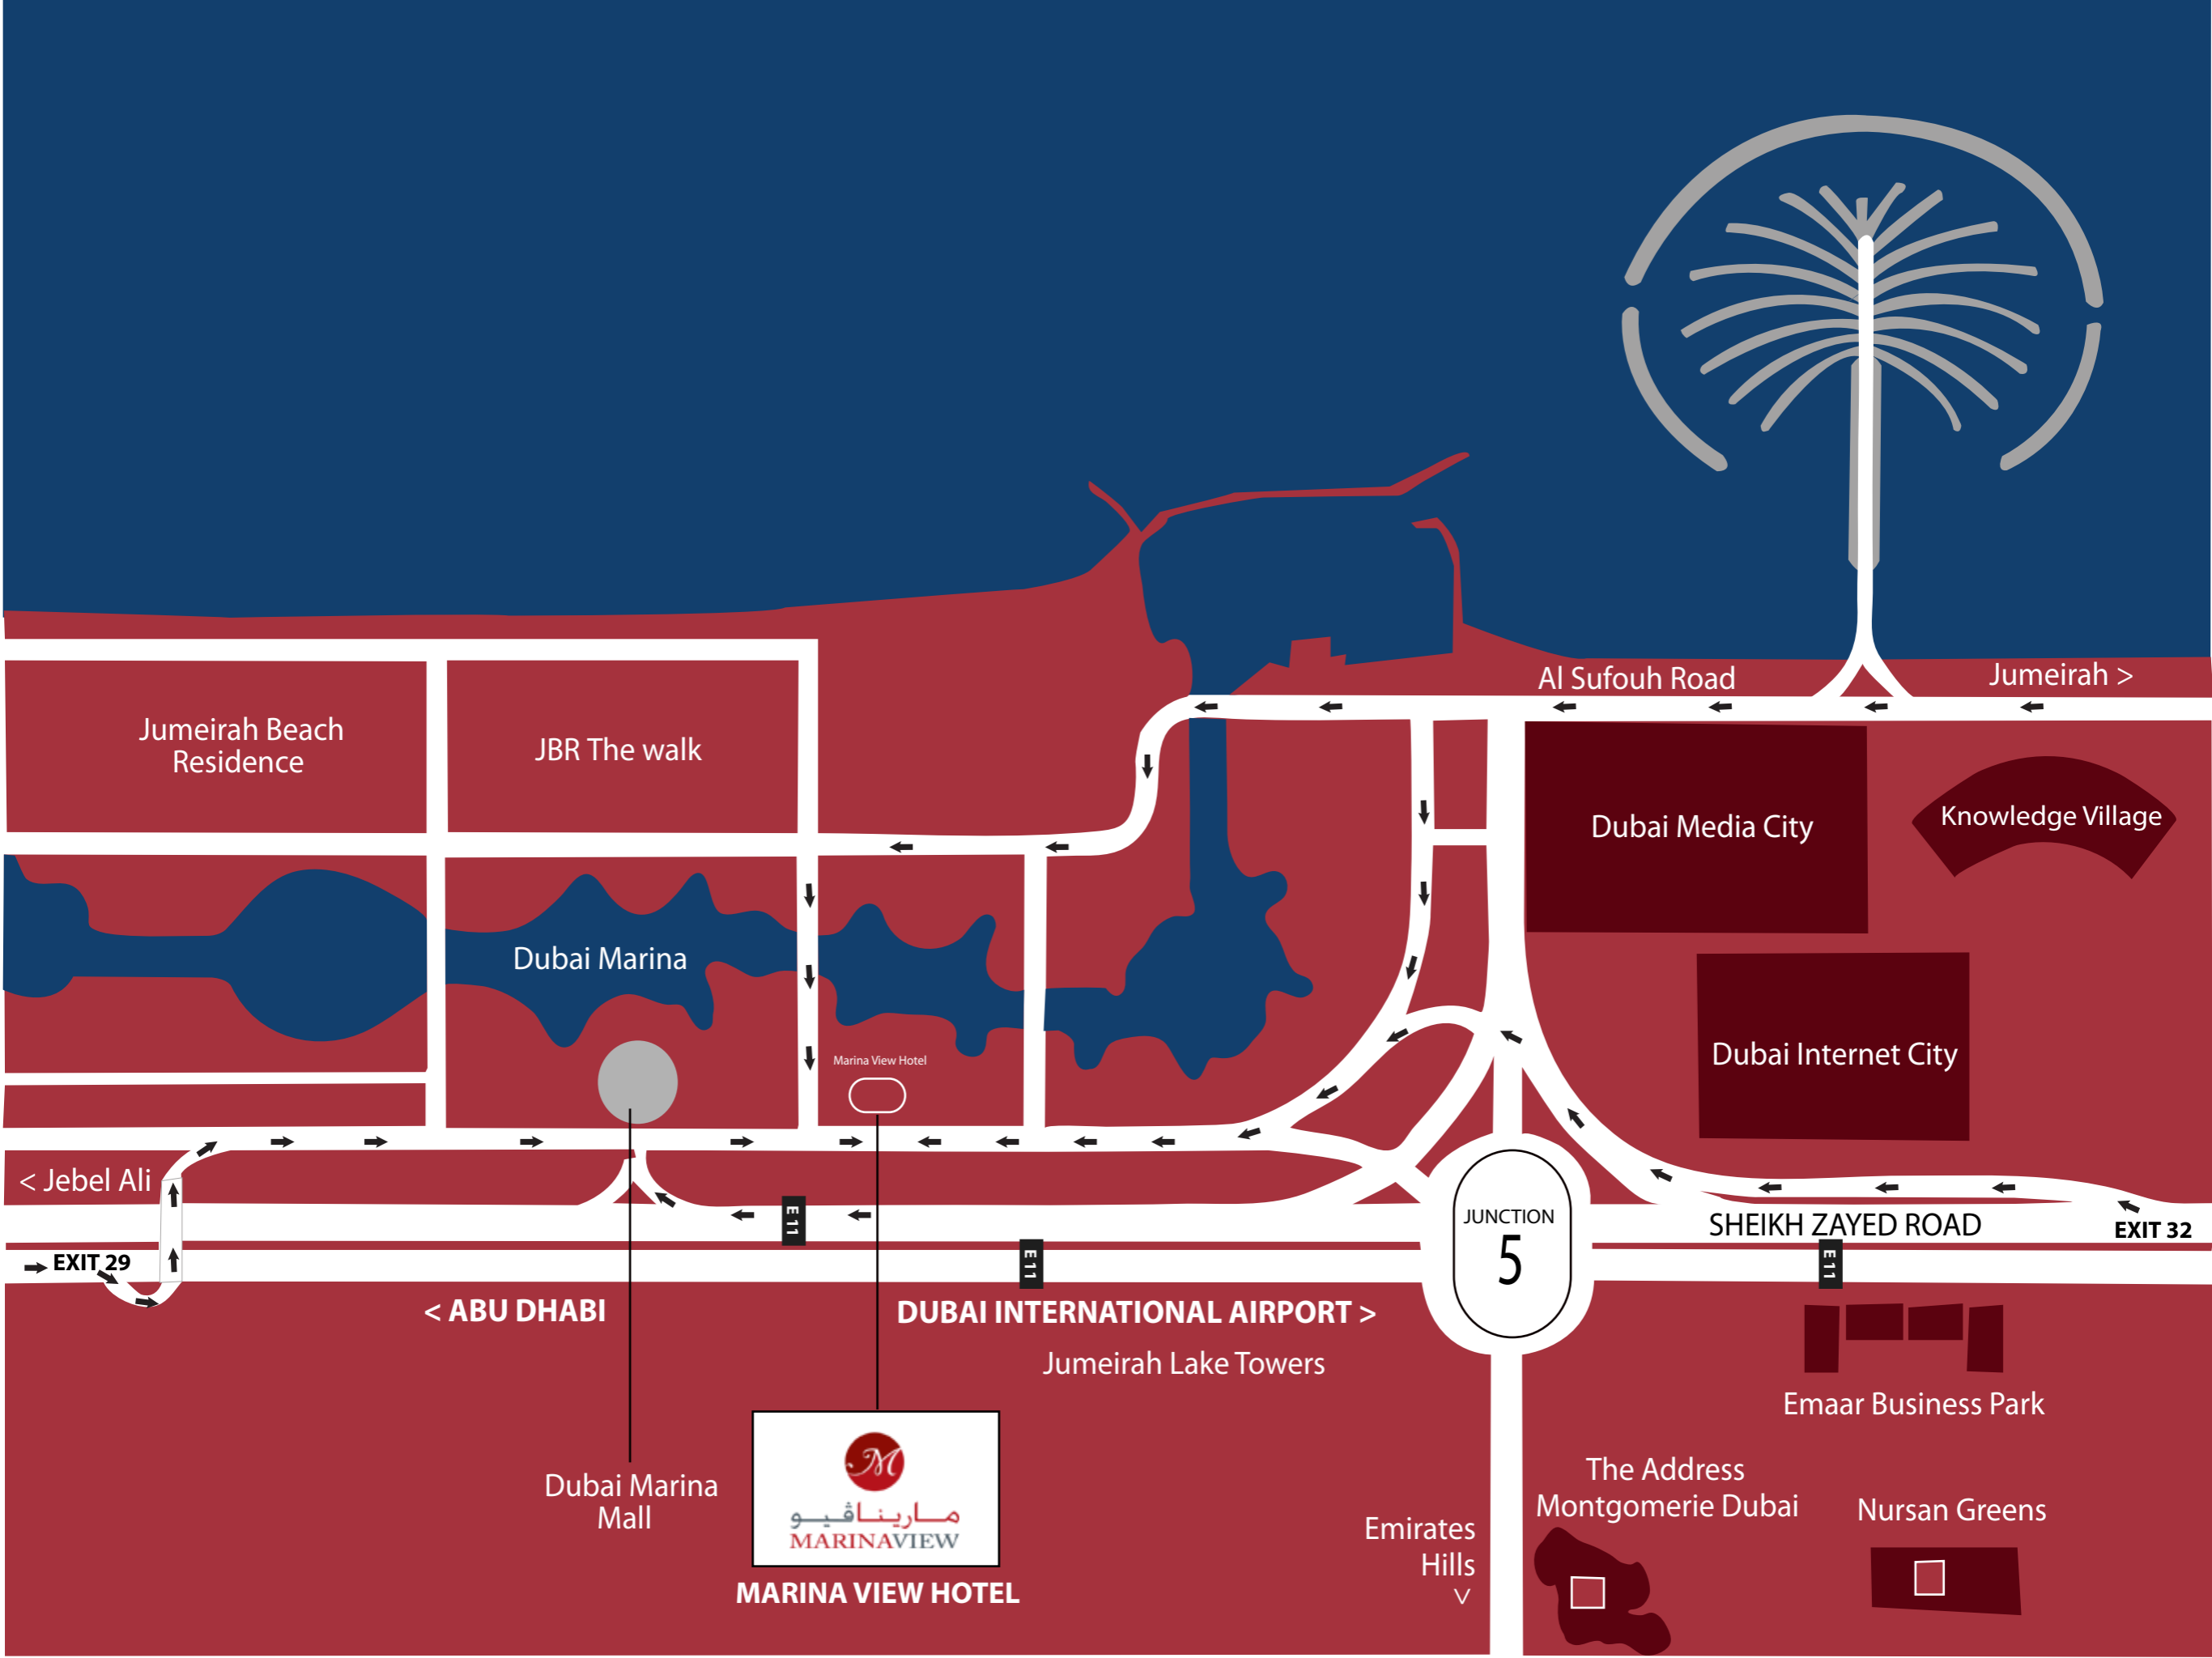 Al Sufouh Road
Jumeirah >
Jumeirah Beach
Residence
JBR The walk
Dubai Media City
Knowledge Village
Dubai Marina
Dubai Internet City
Marina View Hotel
< Jebel Ali
E 11
JUNCTION
5
SHEIKH ZAYED ROAD
EXIT 32
EXIT 29
E 11
E 11
< ABU DHABI
DUBAI INTERNATIONAL AIRPORT >
Jumeirah Lake Towers
Emaar Business Park
Dubai Marina
Mall
M
مارينافيو
MARINAVIEW
MARINA VIEW HOTEL
The Address
Montgomerie Dubai
Nursan Greens
Emirates
Hills
>